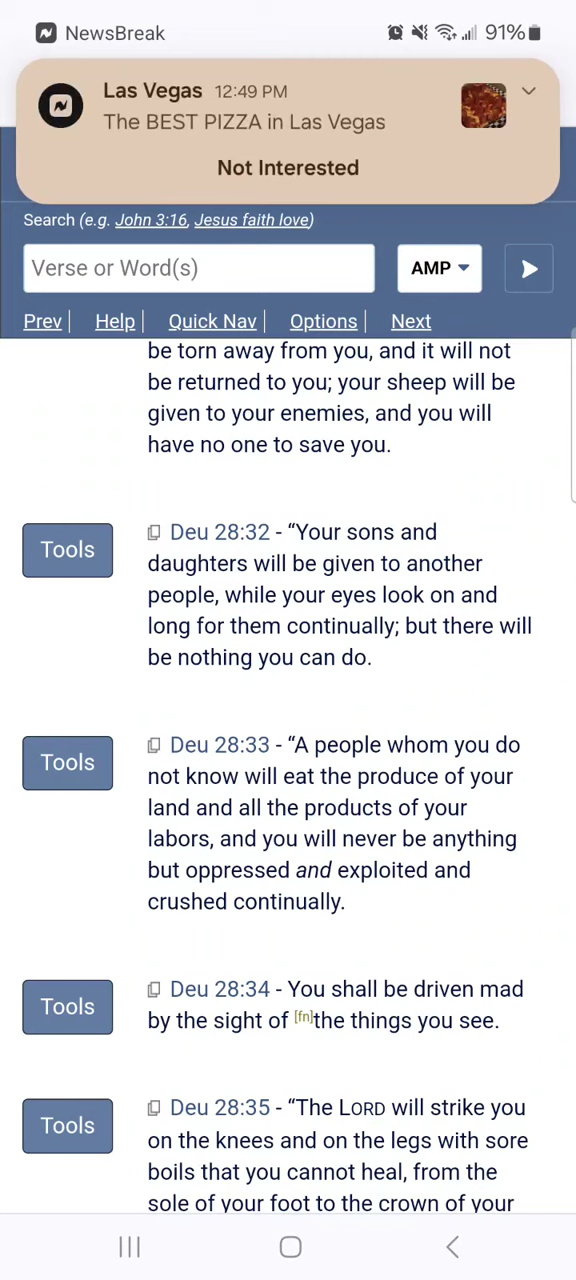 NewsBreak 91%
Las Vegas 12:49 PM
The BEST PIZZA in Las Vegas
Not Interested
Search (e.g. John 3:16, Jesus faith love)
Verse or Word(s) AMP
Prev | Help | Quick Nav | Options | Next
be torn away from you, and it will not
be returned to you; your sheep will be
given to your enemies, and you will
have no one to save you.
Tools
Deu 28:32 - “Your sons and
daughters will be given to another
people, while your eyes look on and
long for them continually; but there will
be nothing you can do.
Tools
Deu 28:33 - “A people whom you do
not know will eat the produce of your
land and all the products of your
labors, and you will never be anything
but oppressed and exploited and
crushed continually.
Tools
Deu 28:34 - You shall be driven mad
by the sight of [fn]the things you see.
Tools
Deu 28:35 - “The LORD will strike you
on the knees and on the legs with sore
boils that you cannot heal, from the
sole of your foot to the crown of your